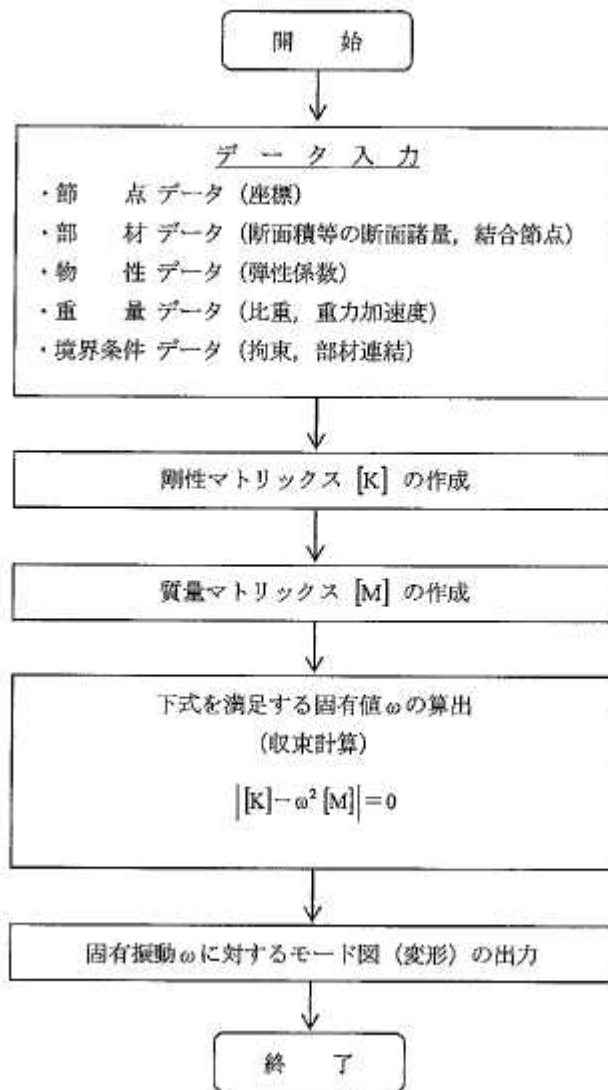 開 始
データ入力
・節 点 データ (座標)
・部 材 データ (断面積等の断面諸量, 結合節点)
・物 性 データ (弾性係数)
・重 量 データ (比重, 重力加速度)
・境界条件 データ (拘束, 部材連結)
剛性マトリックス [K] の作成
質量マトリックス [M] の作成
下式を満足する固有値ωの算出
(収束計算)
|[K]−ω² [M]|=0
固有振動ωに対するモード図 (変形) の出力
終 了